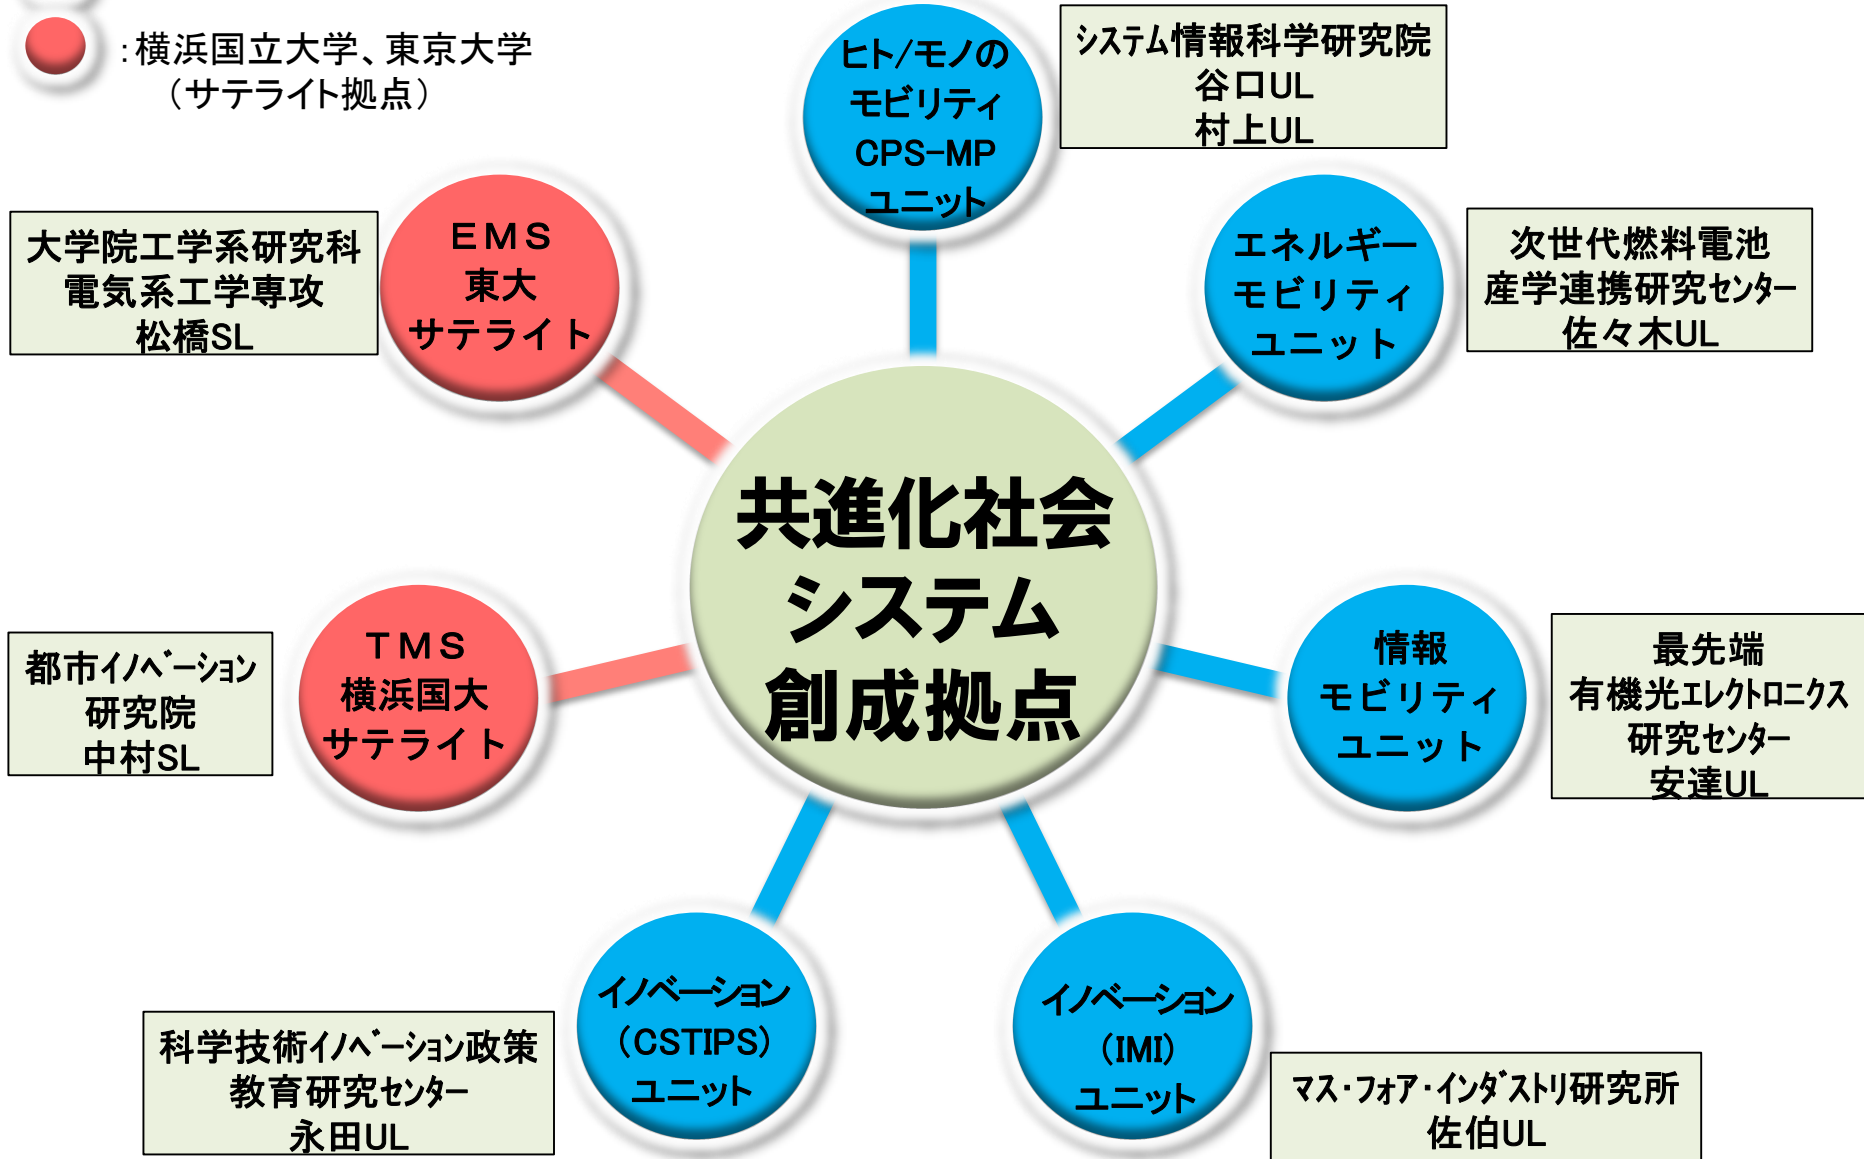 ：横浜国立大学、東京大学
（サテライト拠点）
ヒト/モノの
モビリティ
CPS-MP
ユニット
システム情報科学研究院
谷口UL
村上UL
大学院工学系研究科
電気系工学専攻
松橋SL
ＥＭＳ
東大
サテライト
エネルギー
モビリティ
ユニット
次世代燃料電池
産学連携研究センター
佐々木UL
共進化社会
システム
創成拠点
都市イノベーション
研究院
中村SL
ＴＭＳ
横浜国大
サテライト
情報
モビリティ
ユニット
最先端
有機光エレクトロニクス
研究センター
安達UL
科学技術イノベーション政策
教育研究センター
永田UL
イノベーション
（CSTIPS）
ユニット
イノベーション
（IMI）
ユニット
マス・フォア・インダストリ研究所
佐伯UL